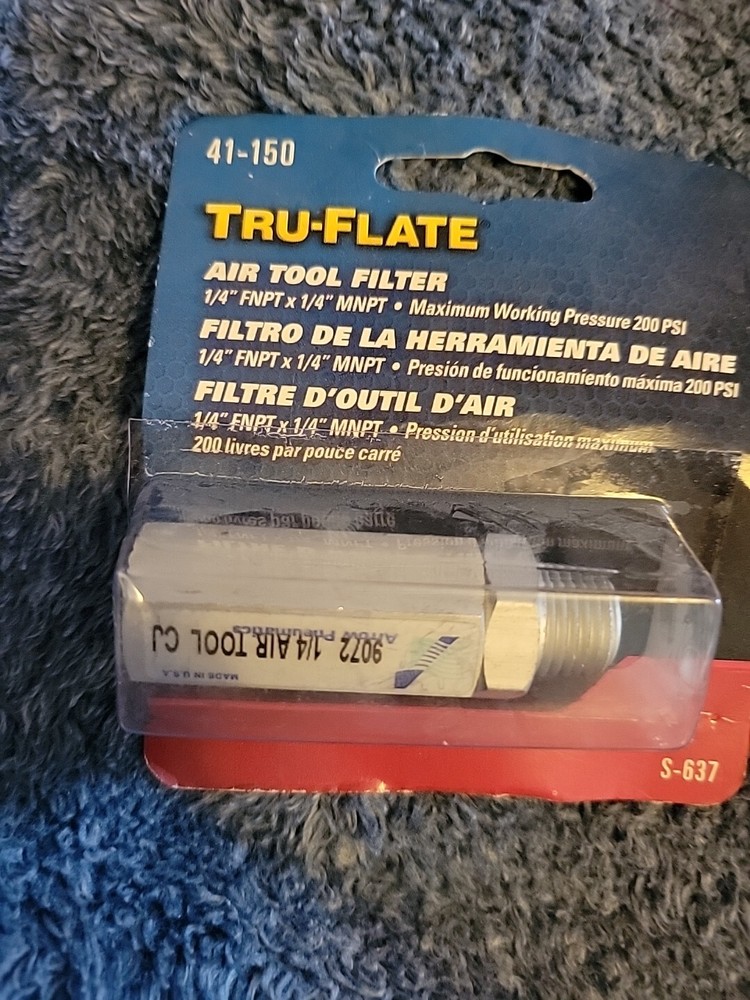 41-150
TRU-FLATE
AIR TOOL FILTER
1/4" FNPT x 1/4" MNPT • Maximum Working Pressure 200 PSI
FILTRO DE LA HERRAMIENTA DE AIRE
1/4" FNPT x 1/4" MNPT • Presión de funcionamiento máxima 200 PSI
FILTRE D'OUTIL D'AIR
1/4" FNPT x 1/4" MNPT • Pression d'utilisation maximum
200 livres par pouce carré
MADE IN U.S.A.
Arrow Pneumatics
9072 1/4 AIR TOOL CJ
S-637